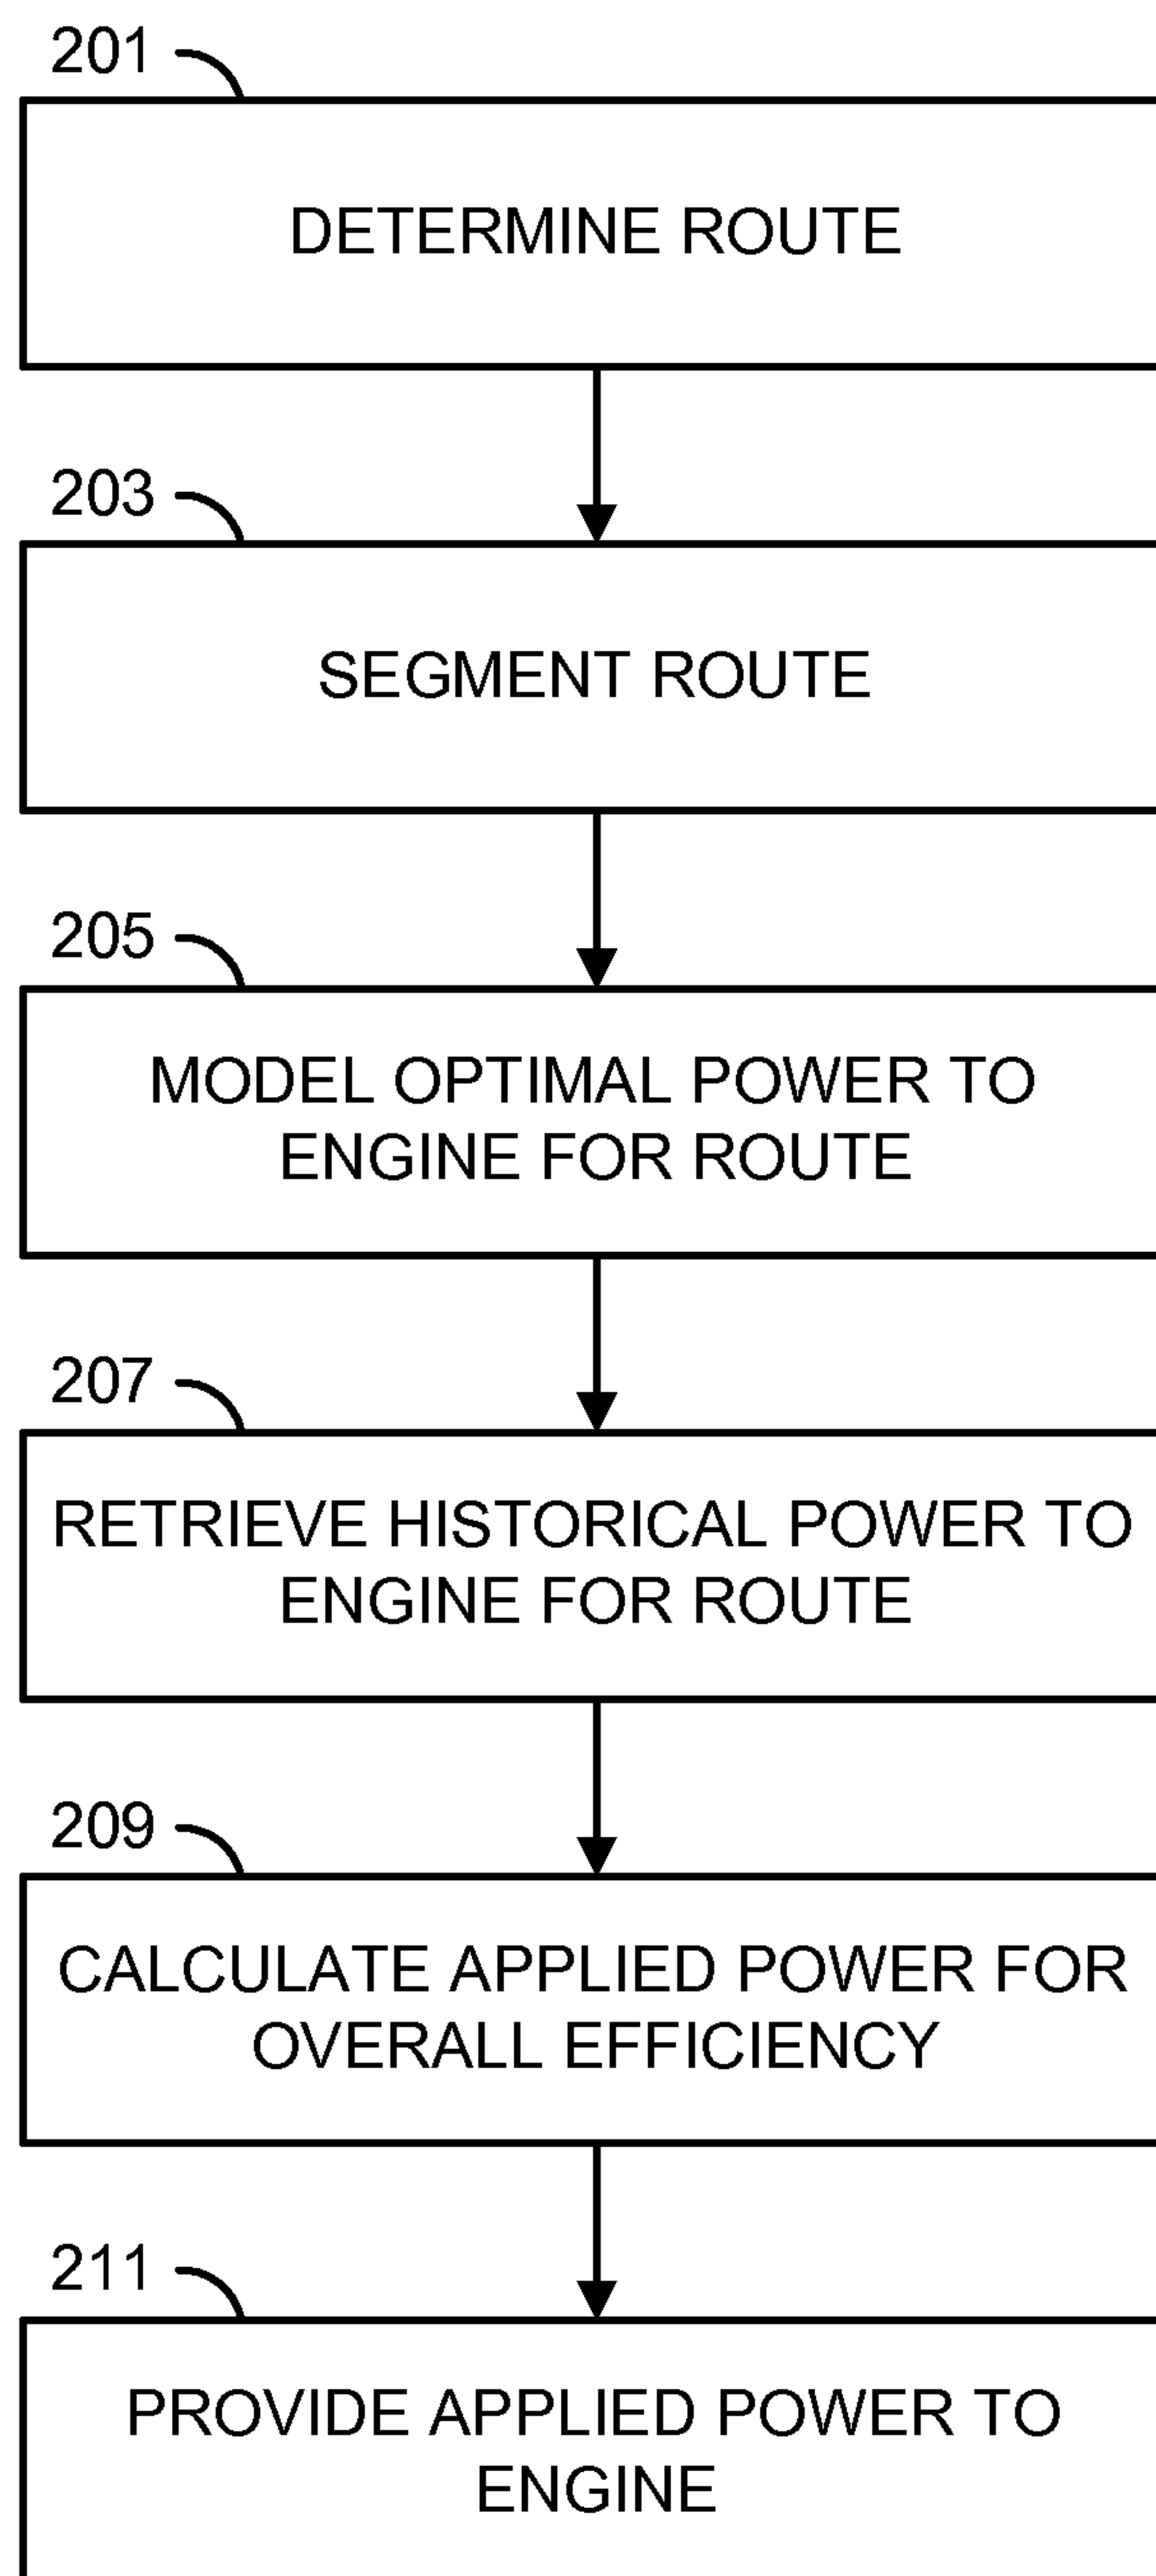 201
DETERMINE ROUTE
203
SEGMENT ROUTE
205
MODEL OPTIMAL POWER TO
ENGINE FOR ROUTE
207
RETRIEVE HISTORICAL POWER TO
ENGINE FOR ROUTE
209
CALCULATE APPLIED POWER FOR
OVERALL EFFICIENCY
211
PROVIDE APPLIED POWER TO
ENGINE